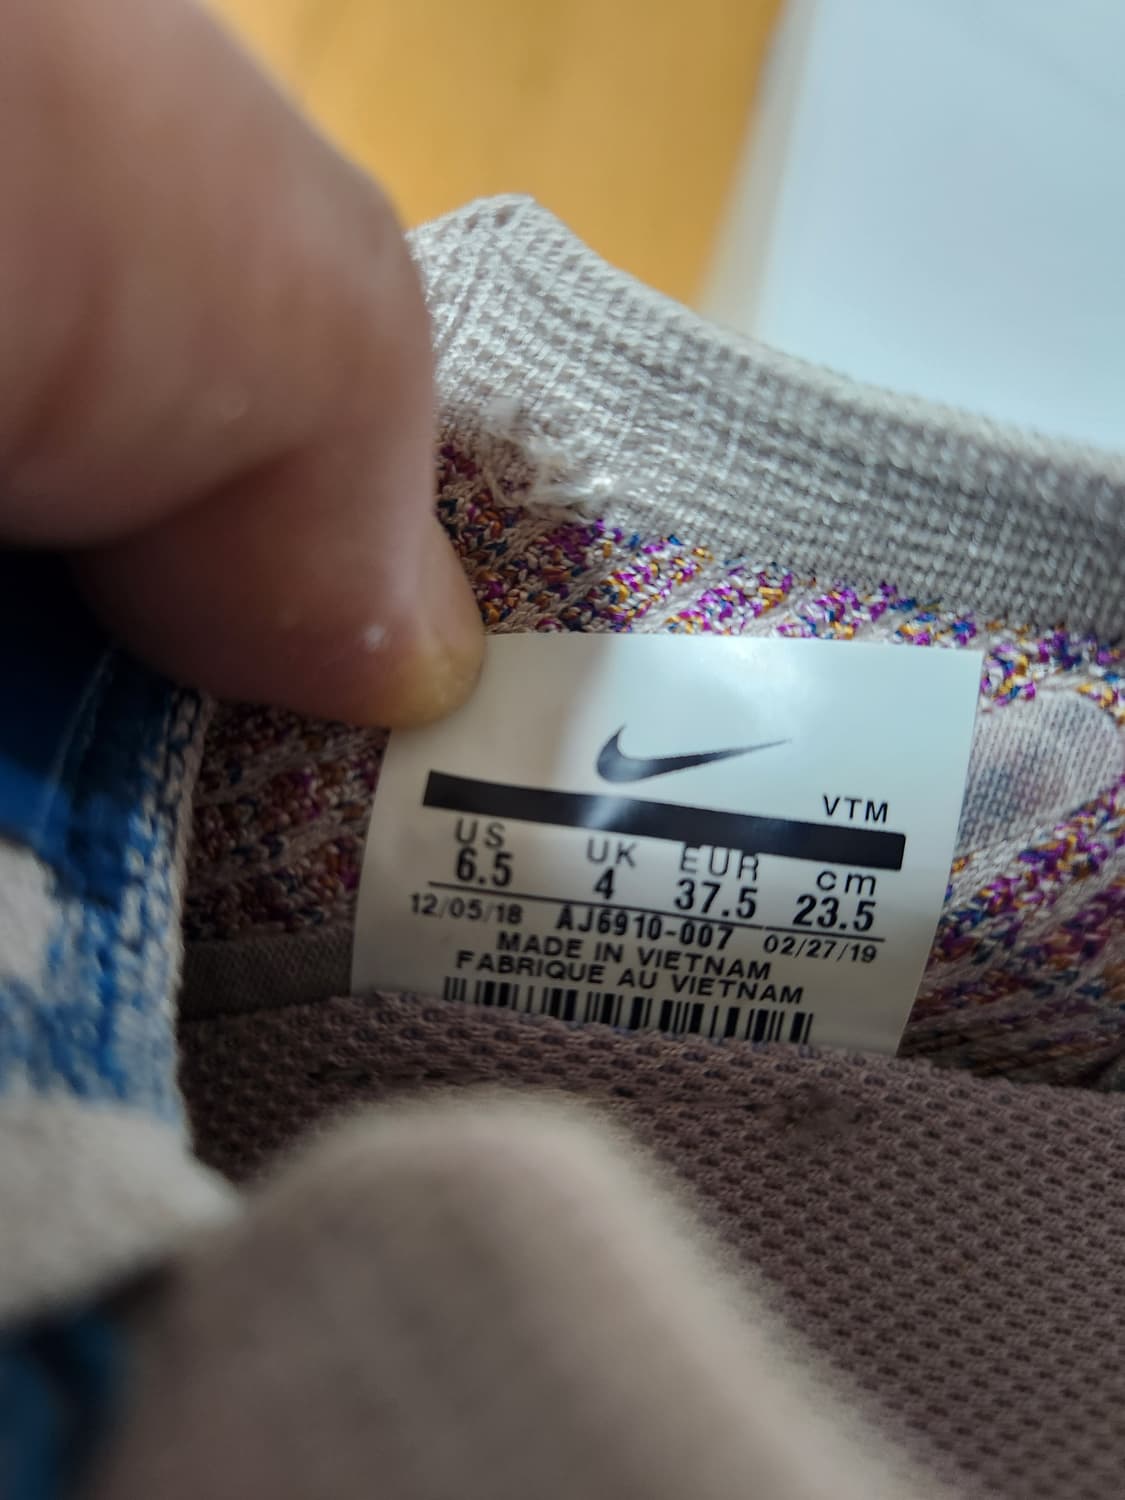 VTM
US UK EUR cm
6.5 4 37.5 23.5
12/05/18 AJ6910-007 02/27/19
MADE IN VIETNAM
FABRIQUE AU VIETNAM